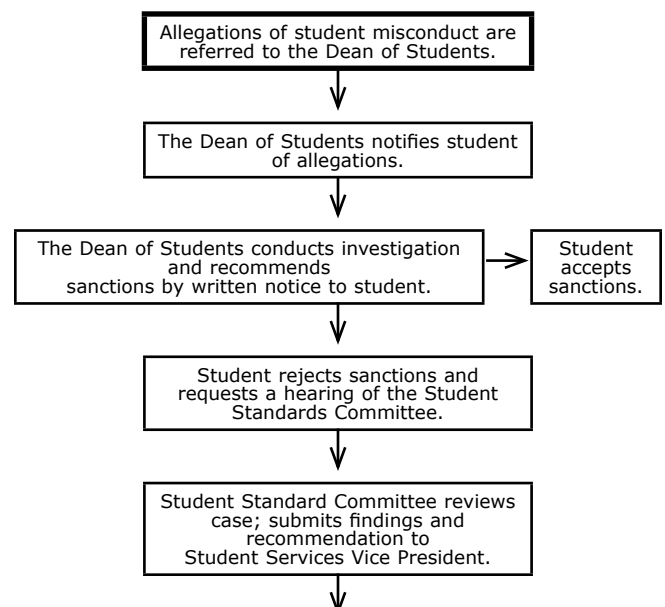 Allegations of student misconduct are
referred to the Dean of Students.
The Dean of Students notifies student
of allegations.
The Dean of Students conducts investigation
and recommends
sanctions by written notice to student.
Student
accepts
sanctions.
Student rejects sanctions and
requests a hearing of the Student
Standards Committee.
Student Standard Committee reviews
case; submits findings and
recommendation to
Student Services Vice President.